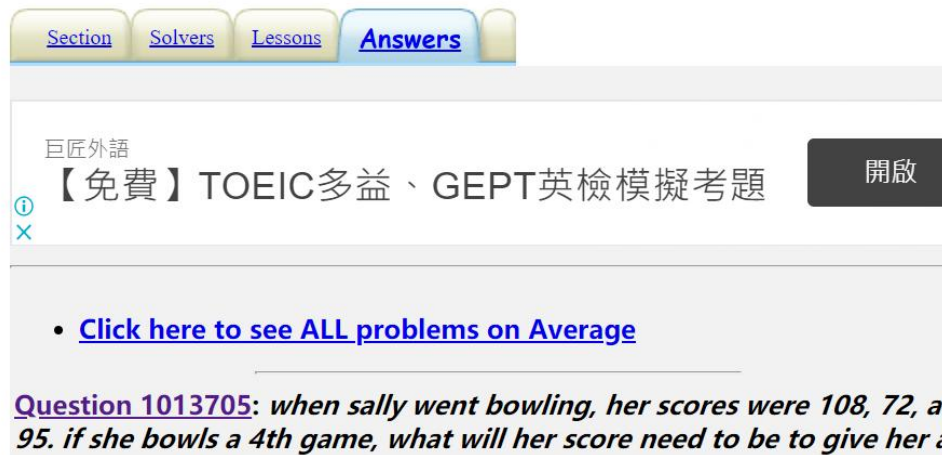 Section Solvers Lessons Answers
巨匠外語
【免費】TOEIC多益、GEPT英檢模擬考題
開啟
Click here to see ALL problems on Average
Question 1013705: when sally went bowling, her scores were 108, 72, a
95. if she bowls a 4th game, what will her score need to be to give her a